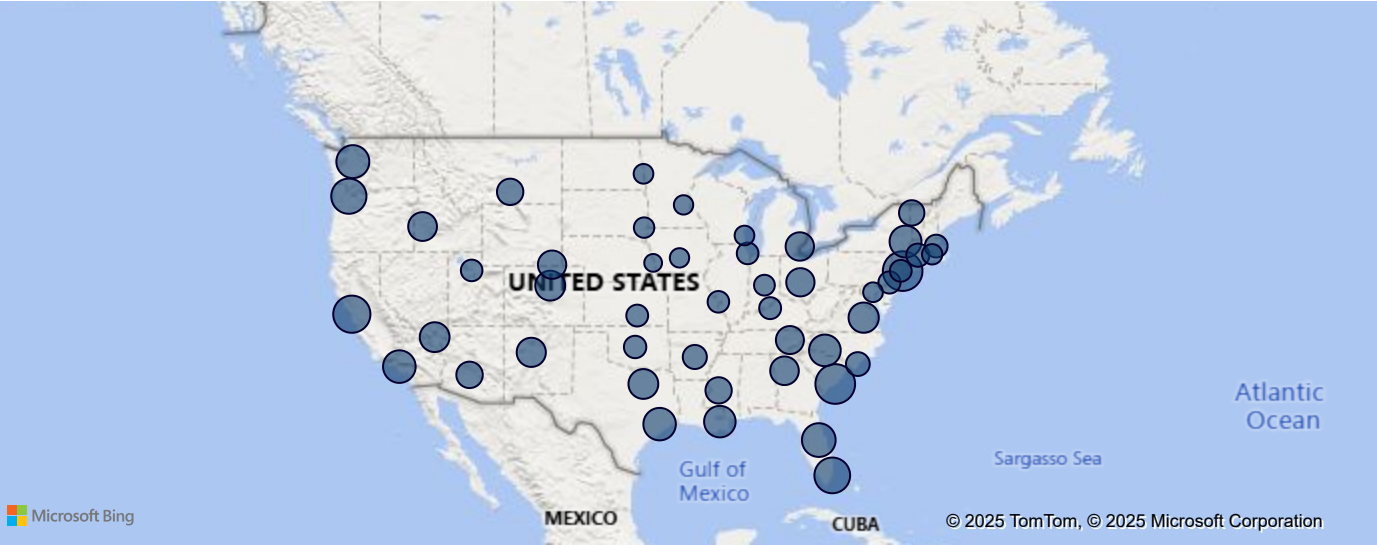 UNITED STATES
Atlantic
Ocean
Sargasso Sea
Gulf of
Mexico
MEXICO
CUBA
Microsoft Bing
© 2025 TomTom, © 2025 Microsoft Corporation